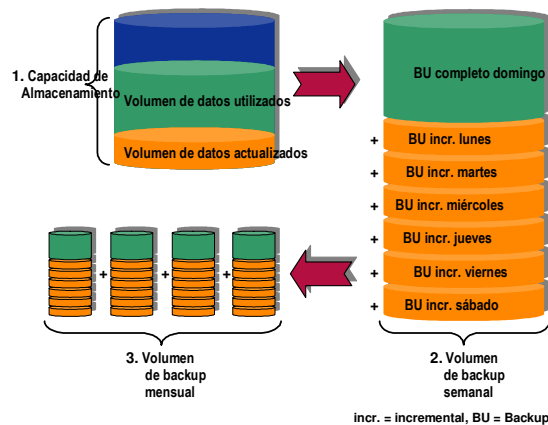 1. Capacidad de
Almacenamiento
Volumen de datos utilizados
Volumen de datos actualizados
BU completo domingo
+ BU incr. lunes
+ BU incr. martes
+ BU incr. miércoles
+ BU incr. jueves
+ BU incr. viernes
+ BU incr. sábado
+ + +
3. Volumen
de backup
mensual
2. Volumen
de backup
semanal
incr. = incremental, BU = Backup